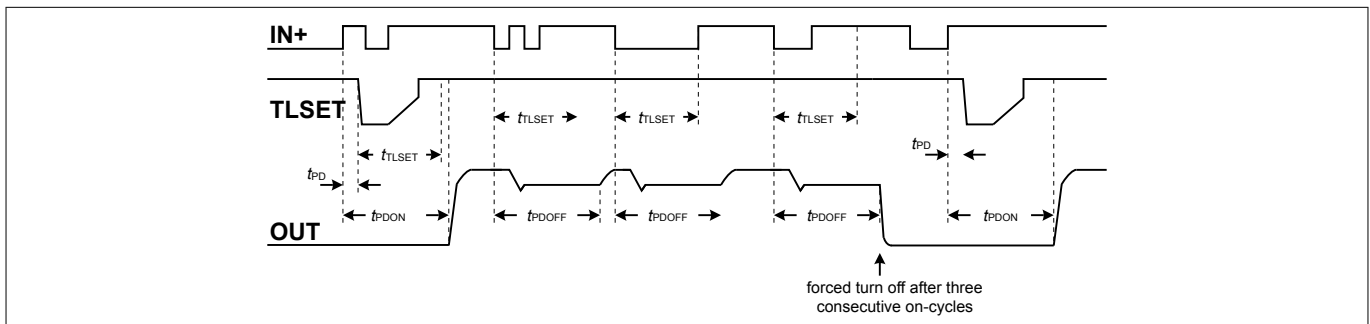 IN+
TLSET
tTLSET tTLSET tTLSET
tPD
tTLSET
tPD
tPDON tPDOFF tPDOFF tPDOFF tPDON
OUT
forced turn off after three
consecutive on-cycles